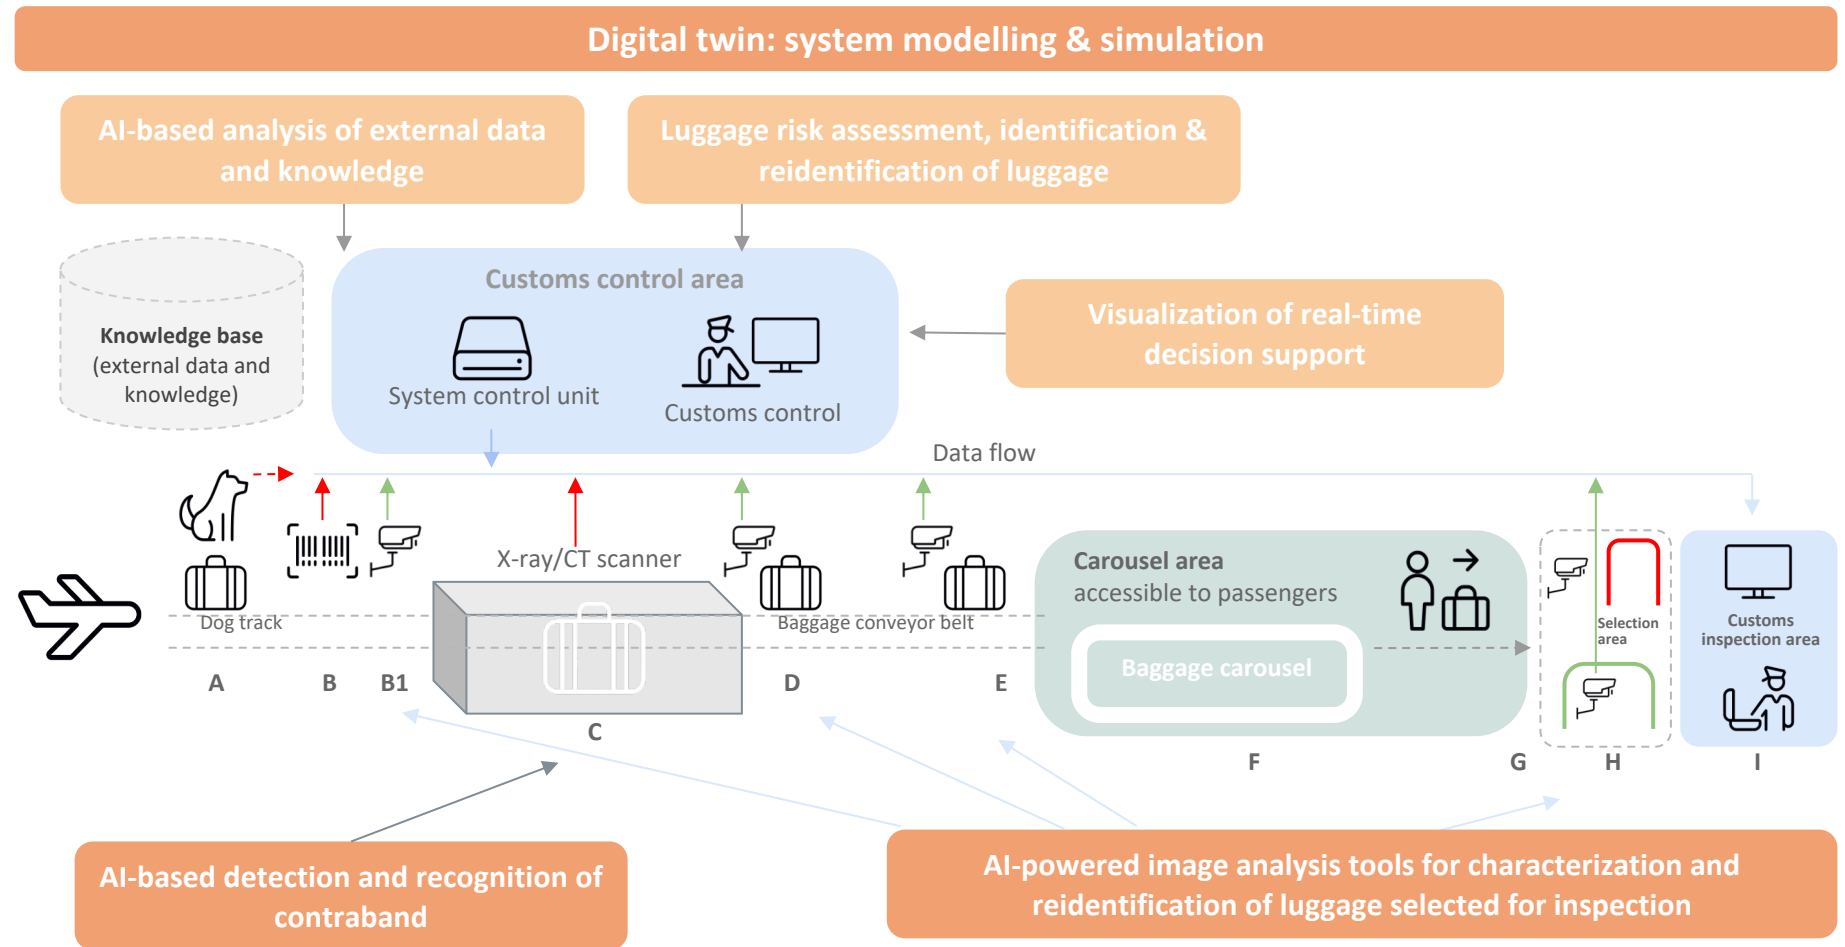 Digital twin: system modelling & simulation
AI-based analysis of external data
and knowledge
Luggage risk assessment, identification &
reidentification of luggage
Knowledge base
(external data and
knowledge)
Customs control area
System control unit
Customs control
Visualization of real-time
decision support
Data flow
X-ray/CT scanner
Dog track
Baggage conveyor belt
Carousel area
accessible to passengers
Baggage carousel
Selection
area
Customs
inspection area
A
B
B1
C
D
E
F
G
H
I
AI-based detection and recognition of
contraband
AI-powered image analysis tools for characterization and
reidentification of luggage selected for inspection